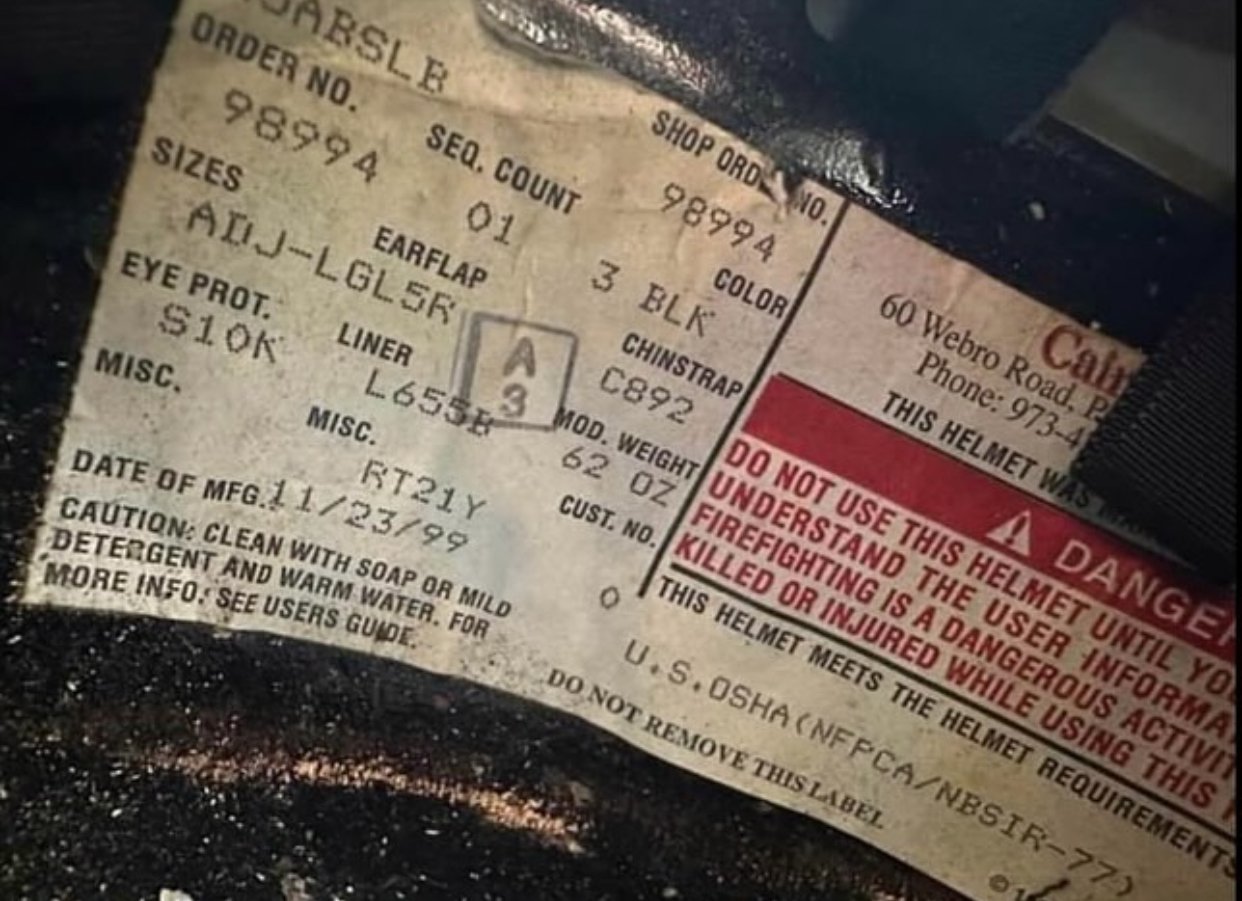 5ABSLB
ORDER NO.
98994
SEQ. COUNT
01
SHOP ORD NO.
98994
SIZES
ADJ-LGL5R
EARFLAP
3 BLK
COLOR
EYE PROT.
S10K
LINER
L655B
A
3
CHINSTRAP
C892
MISC.
MISC.
RT21Y
MOD. WEIGHT
62 OZ
DATE OF MFG.11/23/99
CUST. NO.
0
CAUTION: CLEAN WITH SOAP OR MILD
DETERGENT AND WARM WATER. FOR
MORE INFO. SEE USERS GUIDE.
DO NOT REMOVE THIS LABEL
60 Webro Road,
Phone: 973-4
THIS HELMET WAS
⚠ DANGER
DO NOT USE THIS HELMET UNTIL YO
UNDERSTAND THE USER INFORMA
FIREFIGHTING IS A DANGEROUS ACTIVIT
KILLED OR INJURED WHILE USING THIS
THIS HELMET MEETS THE HELMET REQUIREMENTS
U.S.OSHA(NFPCA/NBSIR-77)